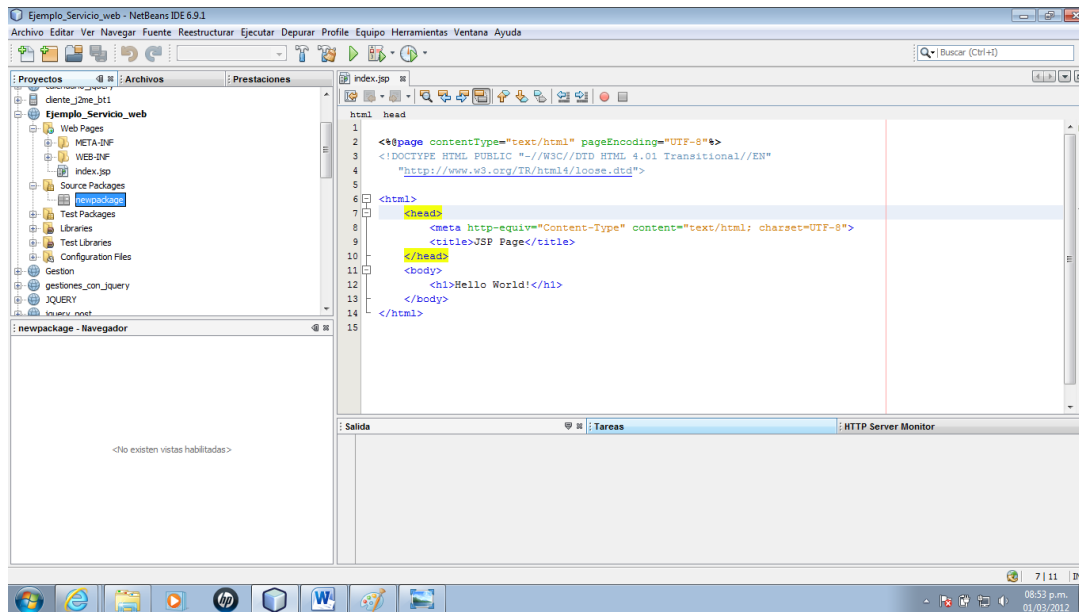 Ejemplo_Servicio_web - NetBeans IDE 6.9.1
Archivo Editar Ver Navegar Fuente Reestructurar Ejecutar Depurar Profile Equipo Herramientas Ventana Ayuda
Buscar (Ctrl+I)
Proyectos Archivos Prestaciones
calendario_jquery
cliente_j2me_bt1
Ejemplo_Servicio_web
Web Pages
META-INF
WEB-INF
index.jsp
Source Packages
newpackage
Test Packages
Libraries
Test Libraries
Configuration Files
Gestion
gestiones_con_jquery
JQUERY
jquery_post
newpackage - Navegador
<No existen vistas habilitadas>
index.jsp
html head
1
2 <%@page contentType="text/html" pageEncoding="UTF-8"%>
3 <!DOCTYPE HTML PUBLIC "-//W3C//DTD HTML 4.01 Transitional//EN"
4 "http://www.w3.org/TR/html4/loose.dtd">
5
6 <html>
7 <head>
8 <meta http-equiv="Content-Type" content="text/html; charset=UTF-8">
9 <title>JSP Page</title>
10 </head>
11 <body>
12 <h1>Hello World!</h1>
13 </body>
14 </html>
15
Salida Tareas HTTP Server Monitor
7|11
hp
W
08:53 p.m.
01/03/2012